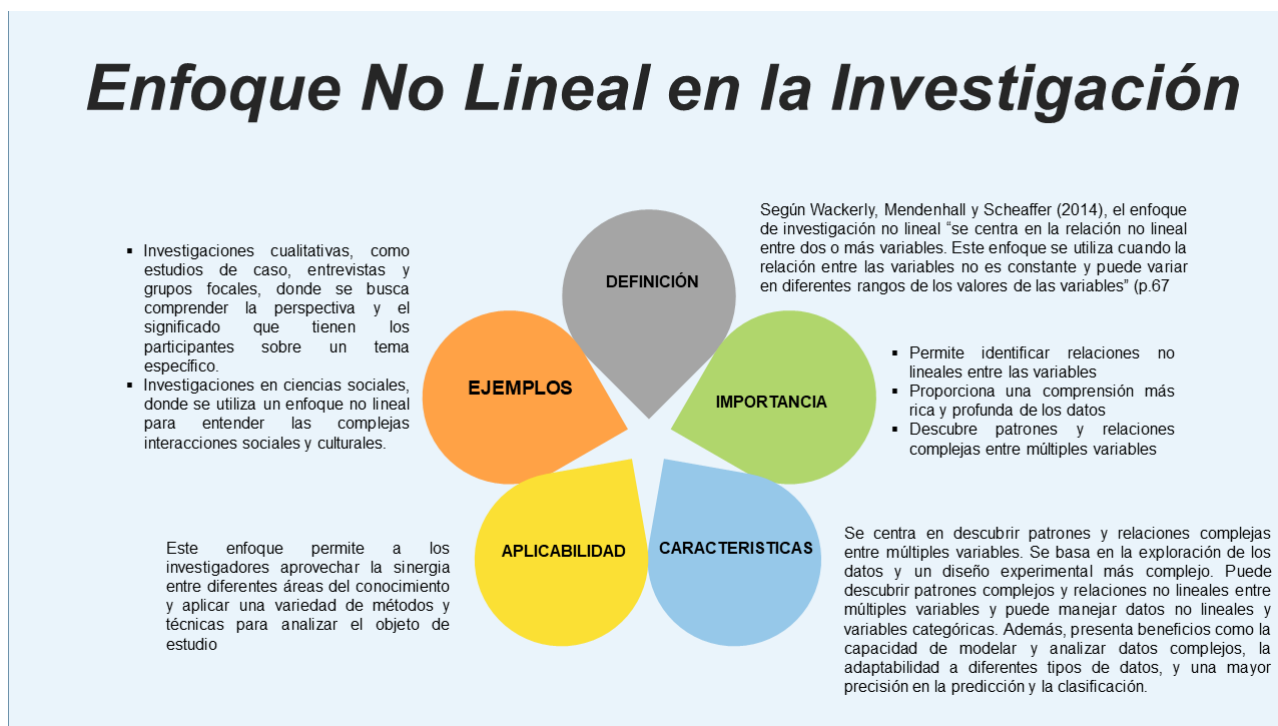 Enfoque No Lineal en la Investigación
Según Wackerly, Mendenhall y Scheaffer (2014), el enfoque
de investigación no lineal “se centra en la relación no lineal
entre dos o más variables. Este enfoque se utiliza cuando la
relación entre las variables no es constante y puede variar
en diferentes rangos de los valores de las variables” (p.67
DEFINICIÓN
▪ Investigaciones cualitativas, como
estudios de caso, entrevistas y
grupos focales, donde se busca
comprender la perspectiva y el
significado que tienen los
participantes sobre un tema
específico.
▪ Investigaciones en ciencias sociales,
donde se utiliza un enfoque no lineal
para entender las complejas
interacciones sociales y culturales.
EJEMPLOS
IMPORTANCIA
▪ Permite identificar relaciones no
lineales entre las variables
▪ Proporciona una comprensión más
rica y profunda de los datos
▪ Descubre patrones y relaciones
complejas entre múltiples variables
Este enfoque permite a los
investigadores aprovechar la sinergia
entre diferentes áreas del conocimiento
y aplicar una variedad de métodos y
técnicas para analizar el objeto de
estudio
APLICABILIDAD
CARACTERISTICAS
Se centra en descubrir patrones y relaciones complejas
entre múltiples variables. Se basa en la exploración de los
datos y un diseño experimental más complejo. Puede
descubrir patrones complejos y relaciones no lineales entre
múltiples variables y puede manejar datos no lineales y
variables categóricas. Además, presenta beneficios como la
capacidad de modelar y analizar datos complejos, la
adaptabilidad a diferentes tipos de datos, y una mayor
precisión en la predicción y la clasificación.